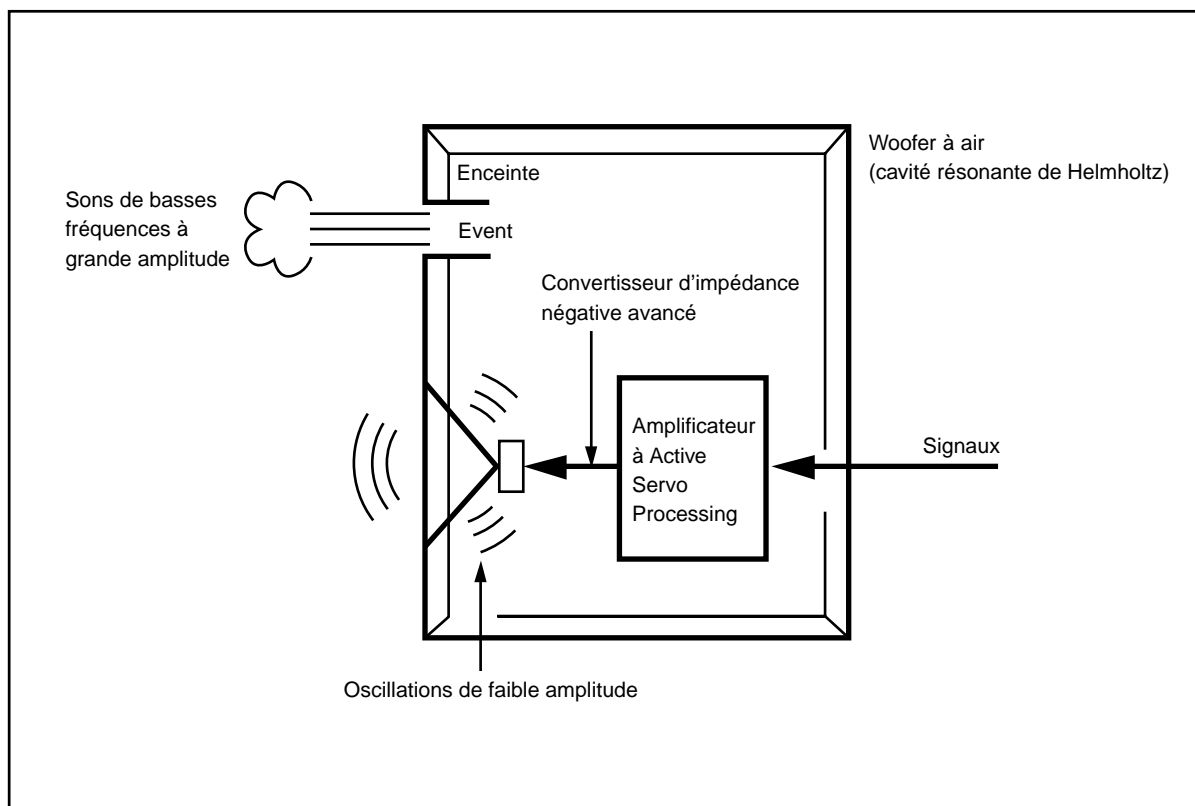 Woofer à air
(cavité résonante de Helmholtz)
Enceinte
Sons de basses
fréquences à
grande amplitude
Event
Convertisseur d’impédance
négative avancé
Amplificateur
à Active
Servo
Processing
Signaux
Oscillations de faible amplitude